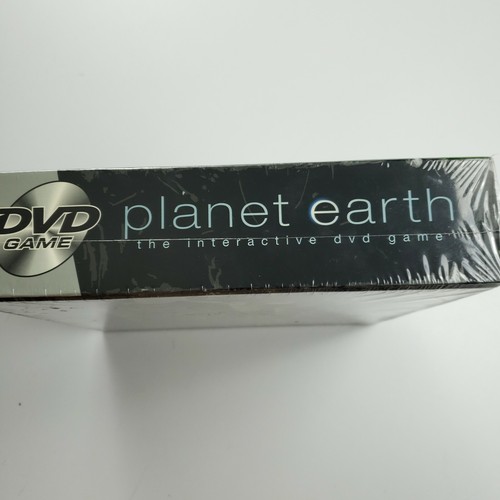 DVD
GAME
planet earth
the interactive dvd game